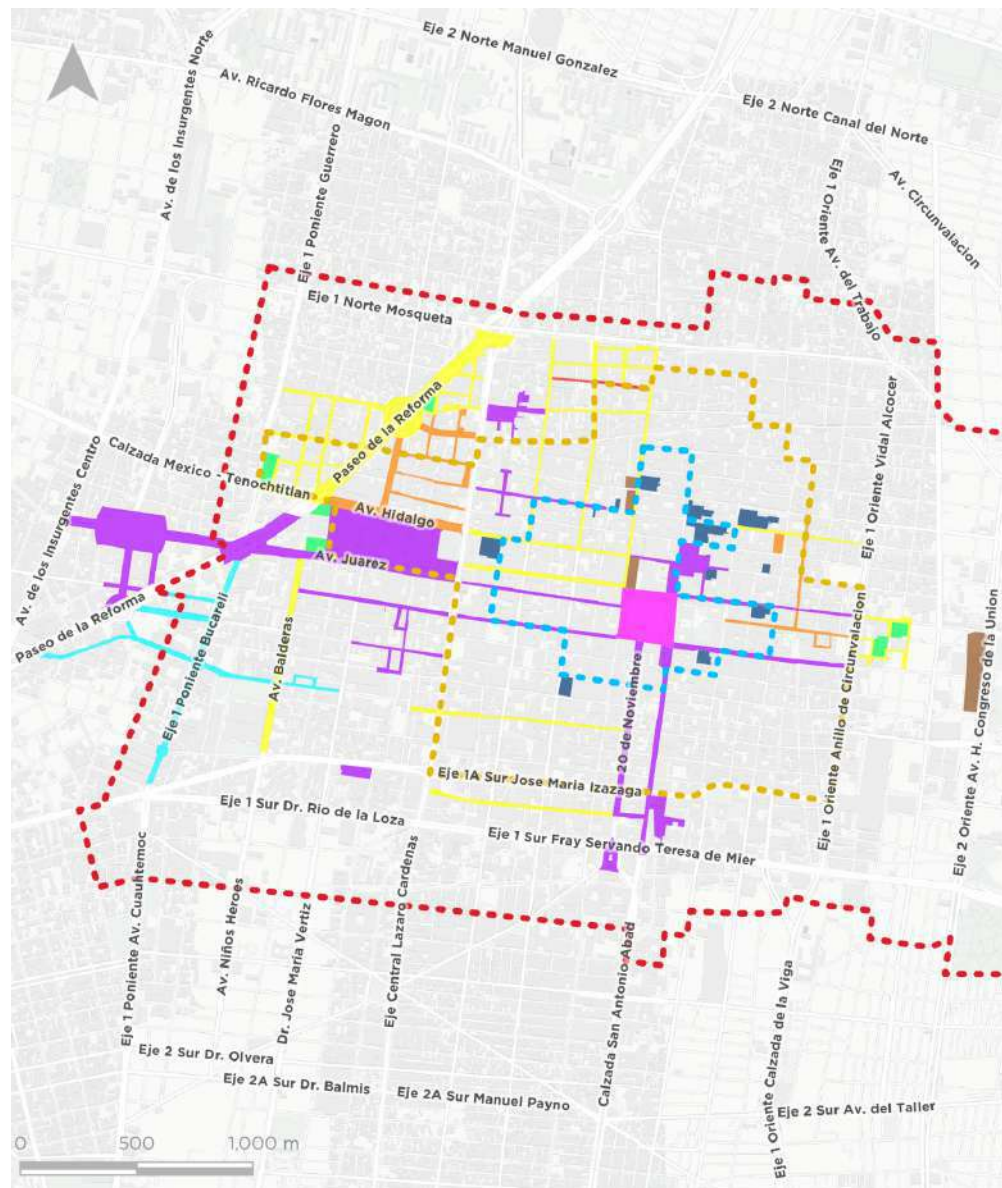 Eje 2 Norte Manuel Gonzalez
Av. de los Insurgentes Norte
Av. Ricardo Flores Magon
Eje 2 Norte Canal del Norte
Eje 1 Poniente Guerrero
Eje 1 Oriente Av. del Trabajo
Av. Circunvalacion
Eje 1 Norte Mosqueta
Paseo de la Reforma
Eje 1 Oriente Vidal Alcocer
Calzada Mexico - Tenochtitlan
Av. de los Insurgentes Centro
Av. Hidalgo
Av. Juarez
Paseo de la Reforma
Eje 1 Poniente Bucareli
Av. Balderas
20 de Noviembre
Eje 1 Oriente Anillo de Circunvalacion
Eje 2 Oriente Av. H. Congreso de la Union
Eje 1A Sur Jose Maria Izazaga
Eje 1 Sur Dr. Rio de la Loza
Eje 1 Sur Fray Servando Teresa de Mier
Eje 1 Poniente Av. Cuauhtemoc
Av. Niños Heroes
Dr. Jose Maria Vertiz
Eje Central Lazaro Cardenas
Calzada San Antonio Abad
Eje 1 Oriente Calzada de la Viga
Eje 2 Sur Dr. Olvera
Eje 2A Sur Dr. Balmis
Eje 2A Sur Manuel Payno
Eje 2 Sur Av. del Taller
0 500 1,000 m